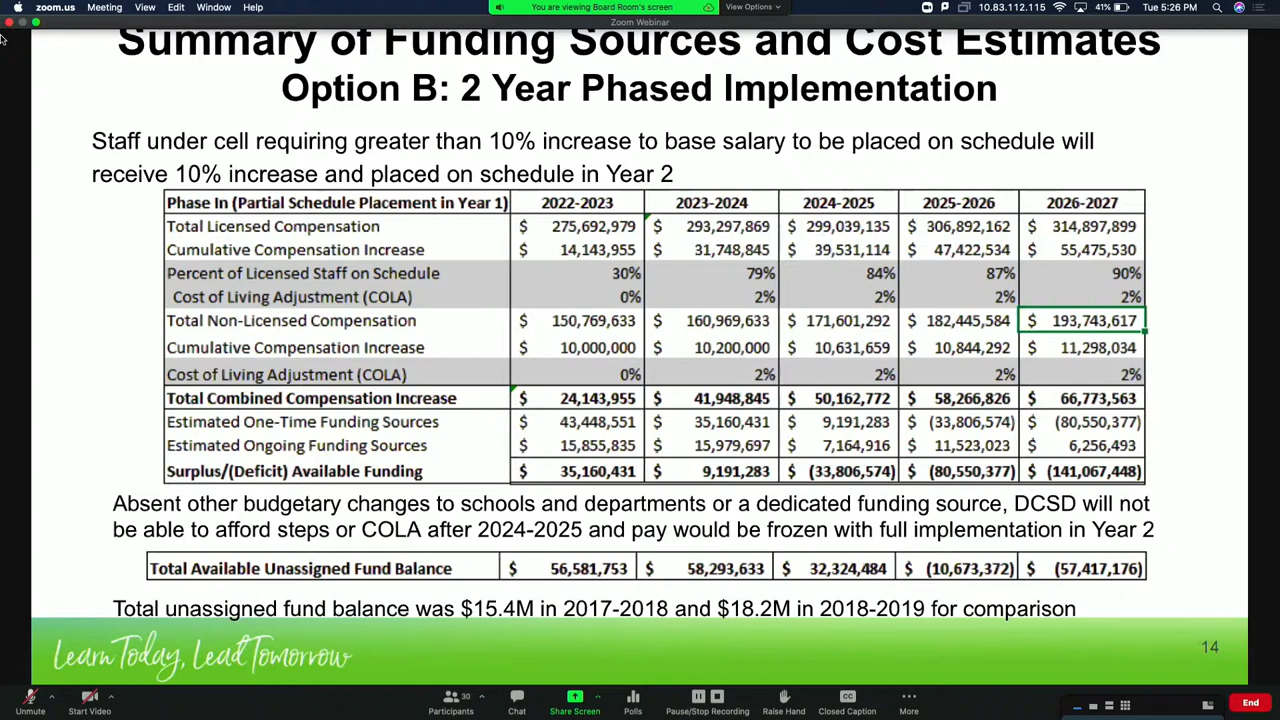 zoom.us Meeting View Edit Window Help You are viewing Board Room's screen View Options 10.83.112.115 41% Tue 5:26 PM
Zoom Webinar
Summary of Funding Sources and Cost Estimates
Option B: 2 Year Phased Implementation
Staff under cell requiring greater than 10% increase to base salary to be placed on schedule will
receive 10% increase and placed on schedule in Year 2
Phase In (Partial Schedule Placement in Year 1) 2022-2023 2023-2024 2024-2025 2025-2026 2026-2027
Total Licensed Compensation $ 275,692,979 $ 293,297,869 $ 299,039,135 $ 306,892,162 $ 314,897,899
Cumulative Compensation Increase $ 14,143,955 $ 31,748,845 $ 39,531,114 $ 47,422,534 $ 55,475,530
Percent of Licensed Staff on Schedule 30% 79% 84% 87% 90%
Cost of Living Adjustment (COLA) 0% 2% 2% 2% 2%
Total Non-Licensed Compensation $ 150,769,633 $ 160,969,633 $ 171,601,292 $ 182,445,584 $ 193,743,617
Cumulative Compensation Increase $ 10,000,000 $ 10,200,000 $ 10,631,659 $ 10,844,292 $ 11,298,034
Cost of Living Adjustment (COLA) 0% 2% 2% 2% 2%
Total Combined Compensation Increase $ 24,143,955 $ 41,948,845 $ 50,162,772 $ 58,266,826 $ 66,773,563
Estimated One-Time Funding Sources $ 43,448,551 $ 35,160,431 $ 9,191,283 $ (33,806,574) $ (80,550,377)
Estimated Ongoing Funding Sources $ 15,855,835 $ 15,979,697 $ 7,164,916 $ 11,523,023 $ 6,256,493
Surplus/(Deficit) Available Funding $ 35,160,431 $ 9,191,283 $ (33,806,574) $ (80,550,377) $ (141,067,448)
Absent other budgetary changes to schools and departments or a dedicated funding source, DCSD will not
be able to afford steps or COLA after 2024-2025 and pay would be frozen with full implementation in Year 2
Total Available Unassigned Fund Balance $ 56,581,753 $ 58,293,633 $ 32,324,484 $ (10,673,372) $ (57,417,176)
Total unassigned fund balance was $15.4M in 2017-2018 and $18.2M in 2018-2019 for comparison
Learn Today, Lead Tomorrow 14
Unmute Start Video Participants 30 Chat Share Screen Polls Pause/Stop Recording Raise Hand Closed Caption More End